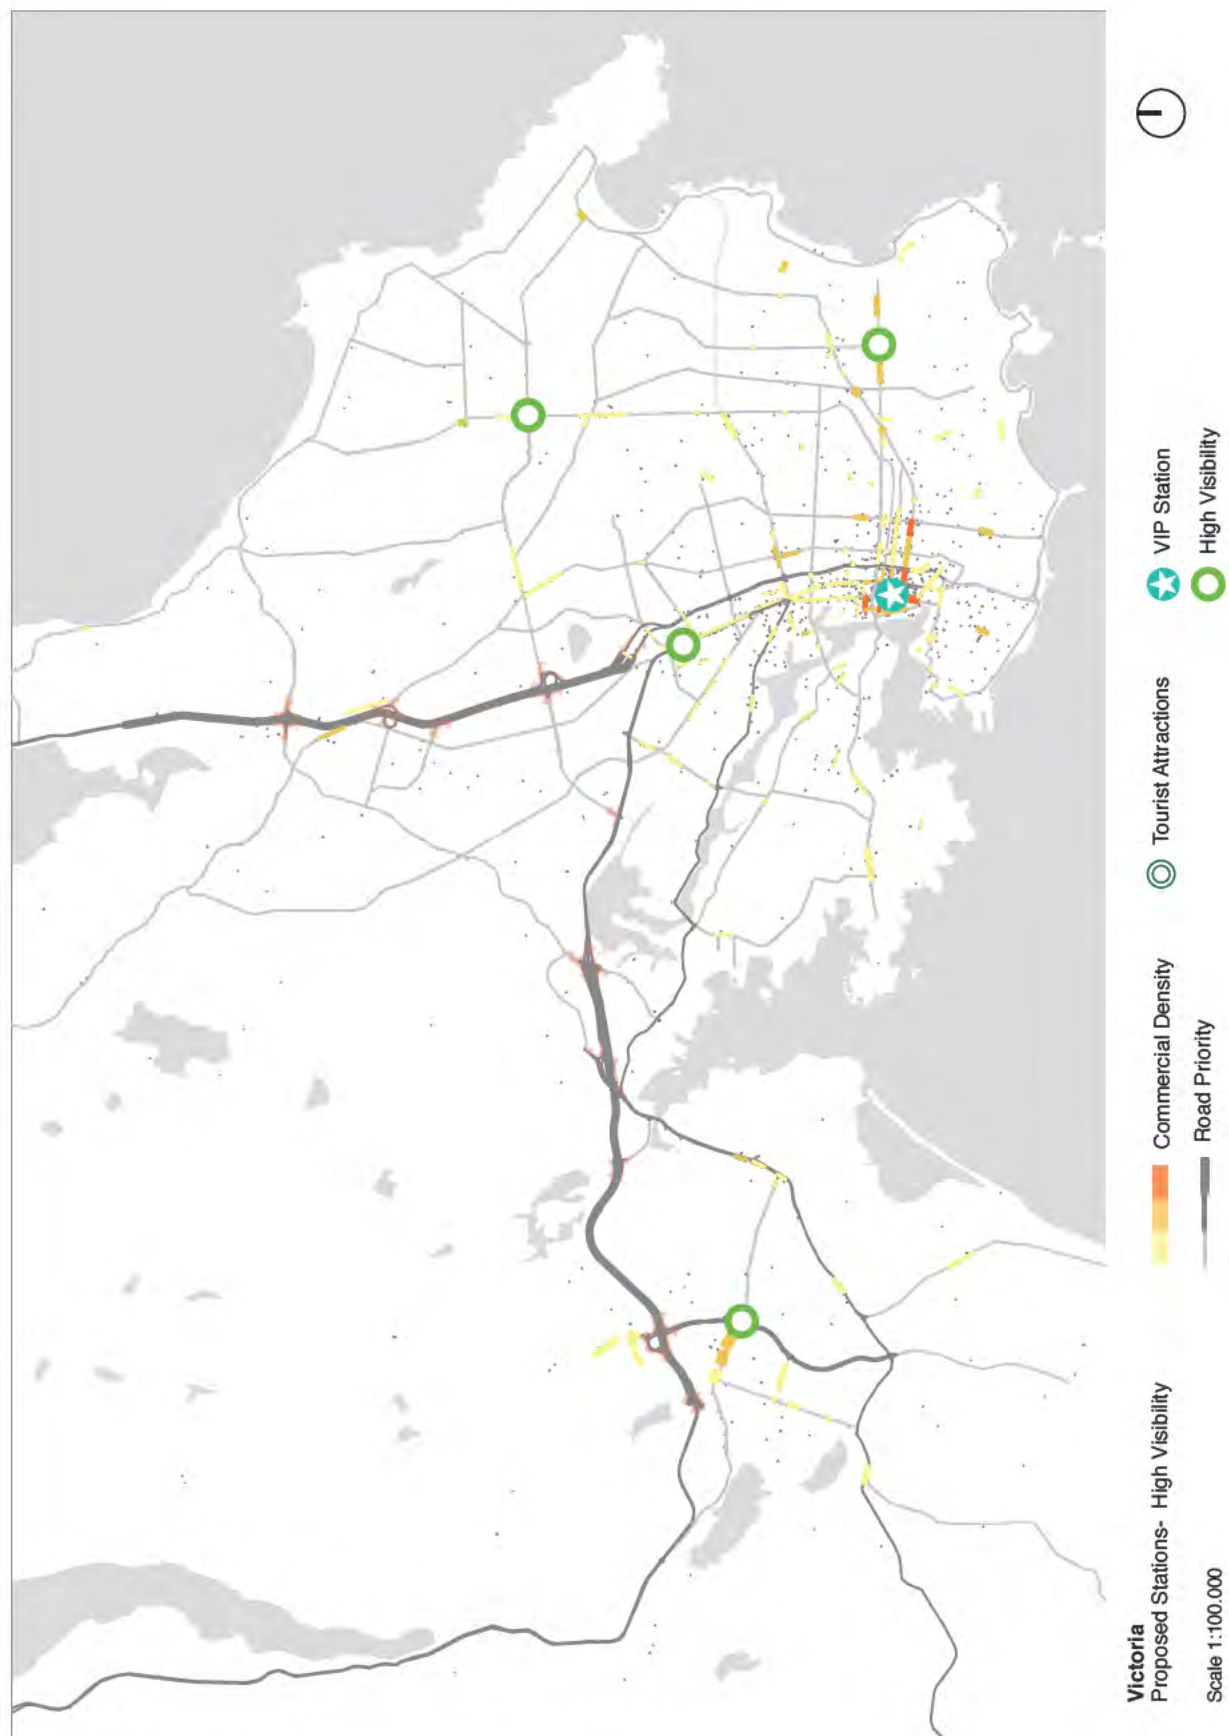 Victoria
Proposed Stations- High Visibility
Scale 1:100.000
Commercial Density
Road Priority
Tourist Attractions
VIP Station
High Visibility